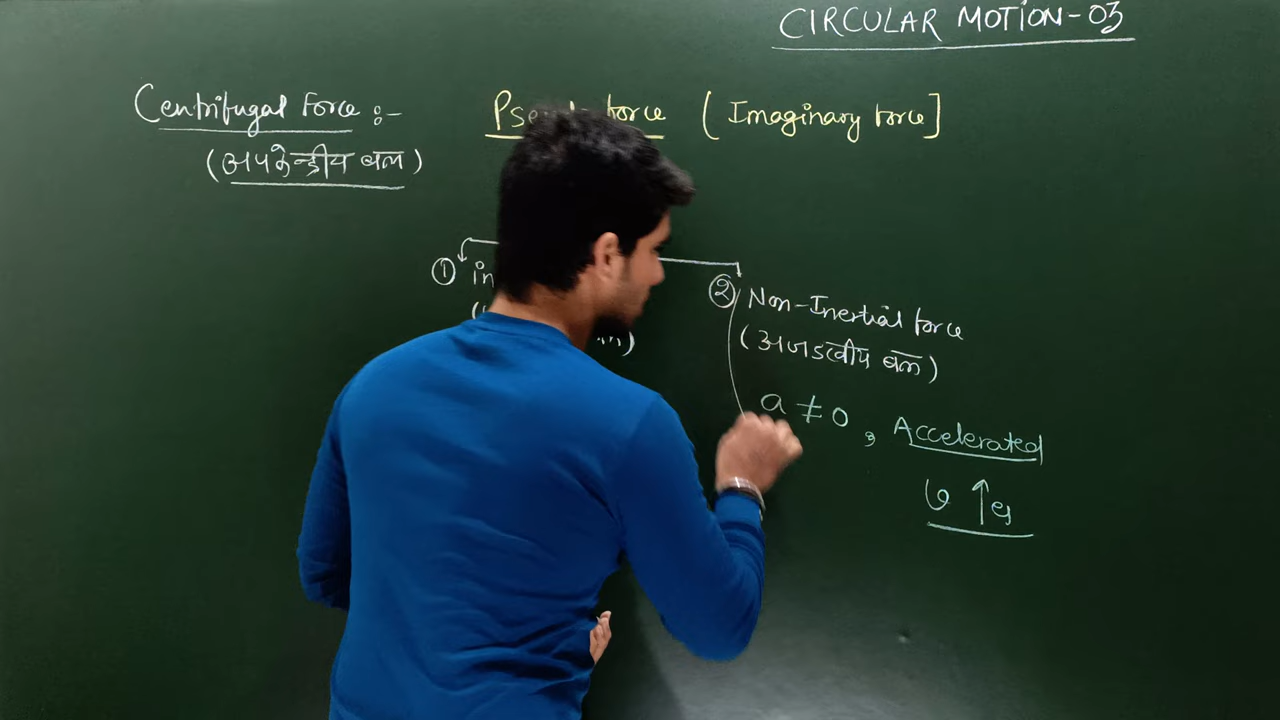 CIRCULAR MOTION-03
Centrifugal Force :- Force (Imaginary force]
(अपकेन्द्रीय बल)
① in
② Non-Inertial force
(अजड़त्वीय बल)
a ≠ 0, Accelerated